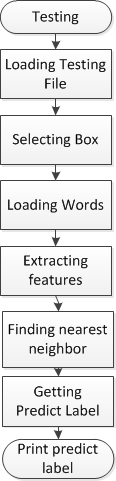 Testing
Loading Testing
File
Selecting Box
Loading Words
Extracting
features
Finding nearest
neighbor
Getting
Predict Label
Print predict
label